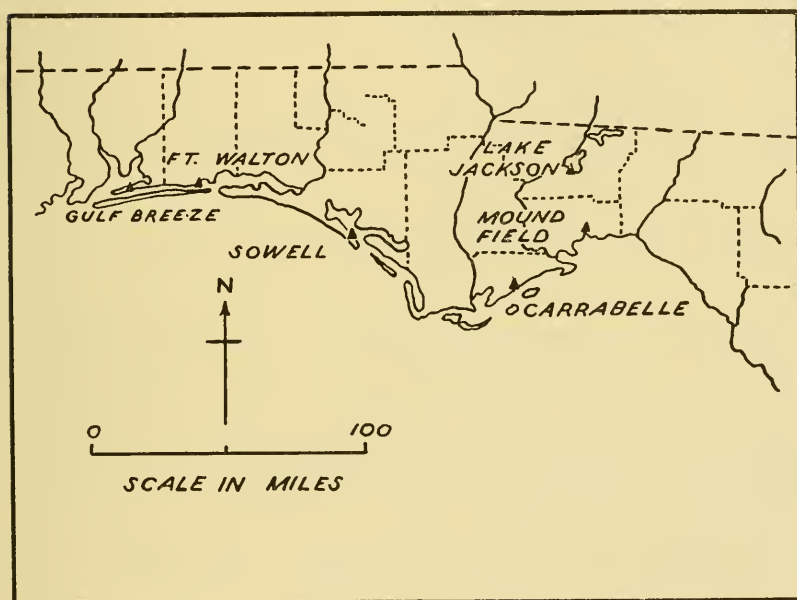 FT. WALTON
LAKE
JACKSON
GULF BREEZE
MOUND
FIELD
SOWELL
N
CARRABELLE
0 100
SCALE IN MILES